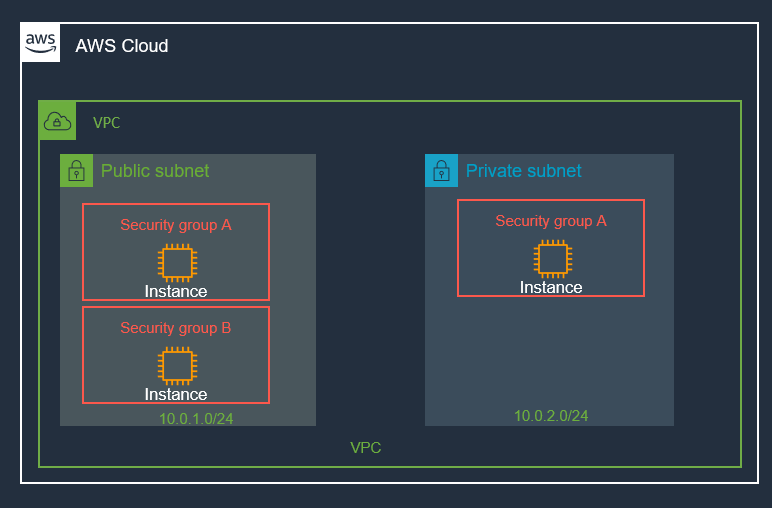 aws
AWS Cloud
VPC
Public subnet
Security group A
Instance
Security group B
Instance
10.0.1.0/24
Private subnet
Security group A
Instance
10.0.2.0/24
VPC